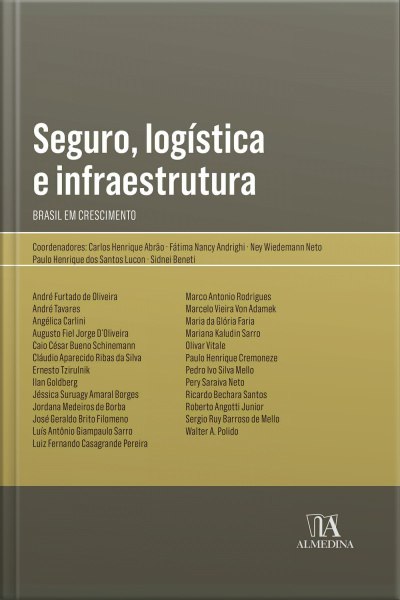 Seguro, logística
e infraestrutura
BRASIL EM CRESCIMENTO
Coordenadores: Carlos Henrique Abrão · Fátima Nancy Andrighi · Ney Wiedemann Neto
Paulo Henrique dos Santos Lucon · Sidnei Beneti
André Furtado de Oliveira
André Tavares
Angélica Carlini
Augusto Fiel Jorge D'Oliveira
Caio César Bueno Schinemann
Cláudio Aparecido Ribas da Silva
Ernesto Tzirulnik
Ilan Goldberg
Jéssica Suruagy Amaral Borges
Jordana Medeiros de Borba
José Geraldo Brito Filomeno
Luís Antônio Giampaulo Sarro
Luiz Fernando Casagrande Pereira
Marco Antonio Rodrigues
Marcelo Vieira Von Adamek
Maria da Glória Faria
Mariana Kaludin Sarro
Olivar Vitale
Paulo Henrique Cremoneze
Pedro Ivo Silva Mello
Pery Saraiva Neto
Ricardo Bechara Santos
Roberto Angotti Junior
Sergio Ruy Barroso de Mello
Walter A. Polido
ALMEDINA